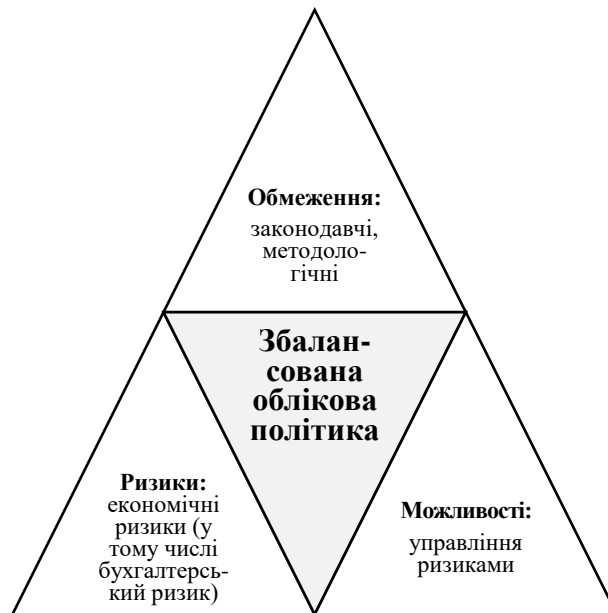 Обмеження:
законодавчі,
методоло-
гічні
Збалан-
сована
облікова
політика
Ризики:
економічні
ризики (у
тому числі
бухгалтерсь-
кий ризик)
Можливості:
управління
ризиками